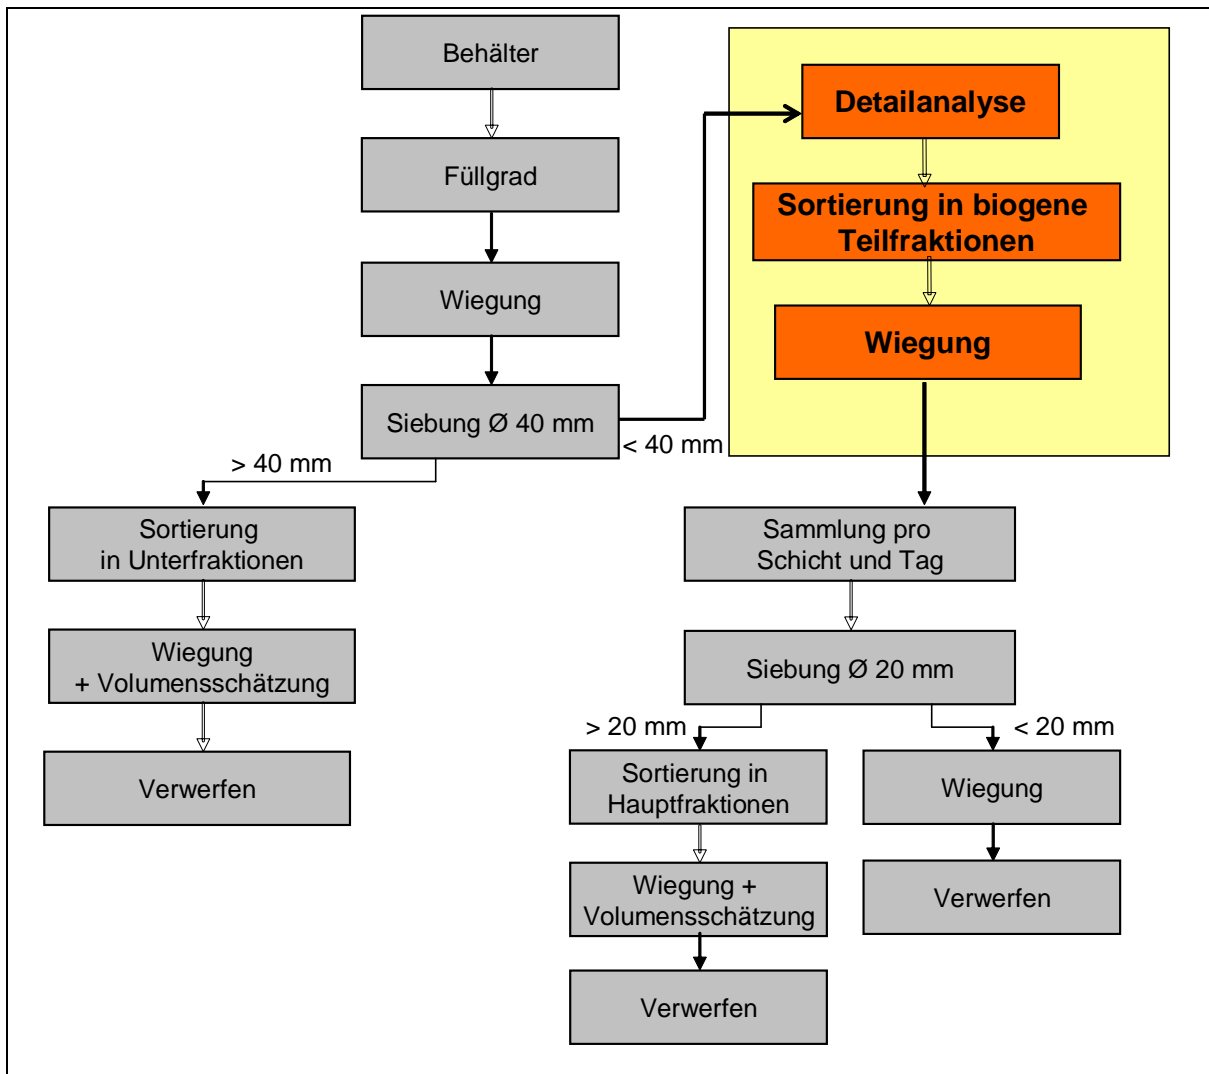 Behälter
Füllgrad
Wiegung
Siebung Ø 40 mm
< 40 mm
> 40 mm
Detailanalyse
Sortierung in biogene
Teilfraktionen
Wiegung
Sortierung
in Unterfraktionen
Wiegung
+ Volumensschätzung
Verwerfen
Sammlung pro
Schicht und Tag
Siebung Ø 20 mm
> 20 mm
< 20 mm
Sortierung in
Hauptfraktionen
Wiegung +
Volumensschätzung
Verwerfen
Wiegung
Verwerfen